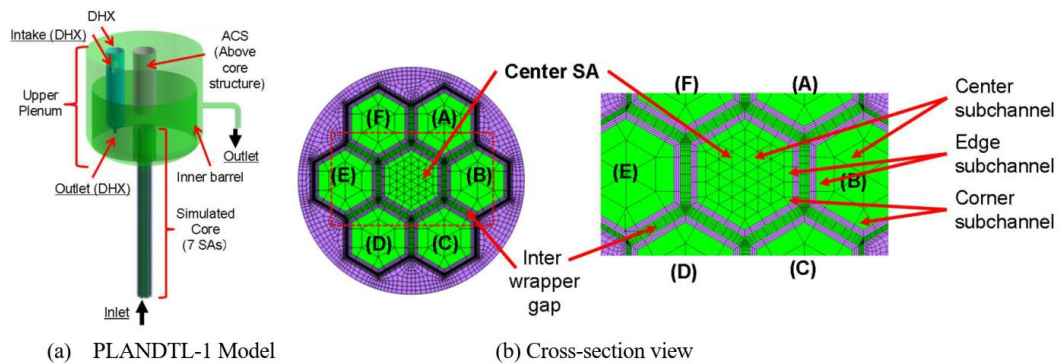 DHX
Intake (DHX)
Upper
Plenum
Outlet (DHX)
ACS
(Above
core
structure)
Outlet
Inner barrel
Simulated
Core
(7 SAs)
Inlet
(a) PLANDTL-1 Model
Center SA
(F)
(A)
(E)
(B)
(D)
(C)
Inter
wrapper
gap
(F)
(A)
(E)
(B)
(D)
(C)
Center
subchannel
Edge
subchannel
Corner
subchannel
(b) Cross-section view